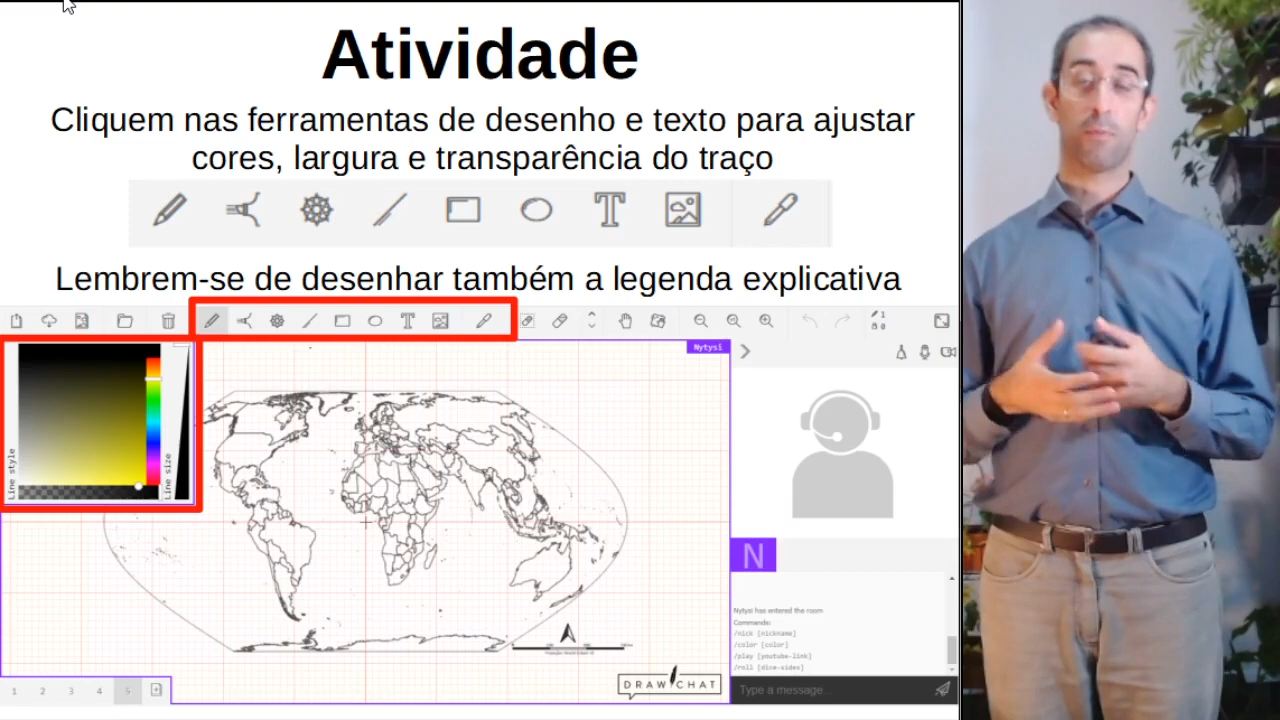 Atividade
Cliquem nas ferramentas de desenho e texto para ajustar
cores, largura e transparência do traço
Lembrem-se de desenhar também a legenda explicativa
Line style
Line size
Nytysi
N
Nytysi has entered the room
Commands:
/nick [nickname]
/color [color]
/play [youtube-link]
/roll [dice-sides]
DRAW CHAT
Type a message...
1 2 3 4 5